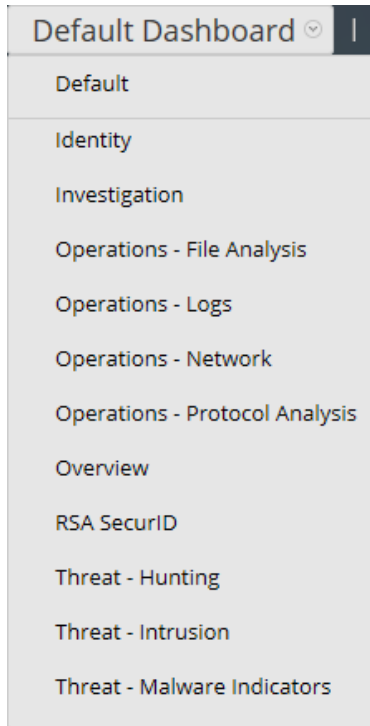 Default Dashboard
Default
Identity
Investigation
Operations - File Analysis
Operations - Logs
Operations - Network
Operations - Protocol Analysis
Overview
RSA SecurID
Threat - Hunting
Threat - Intrusion
Threat - Malware Indicators